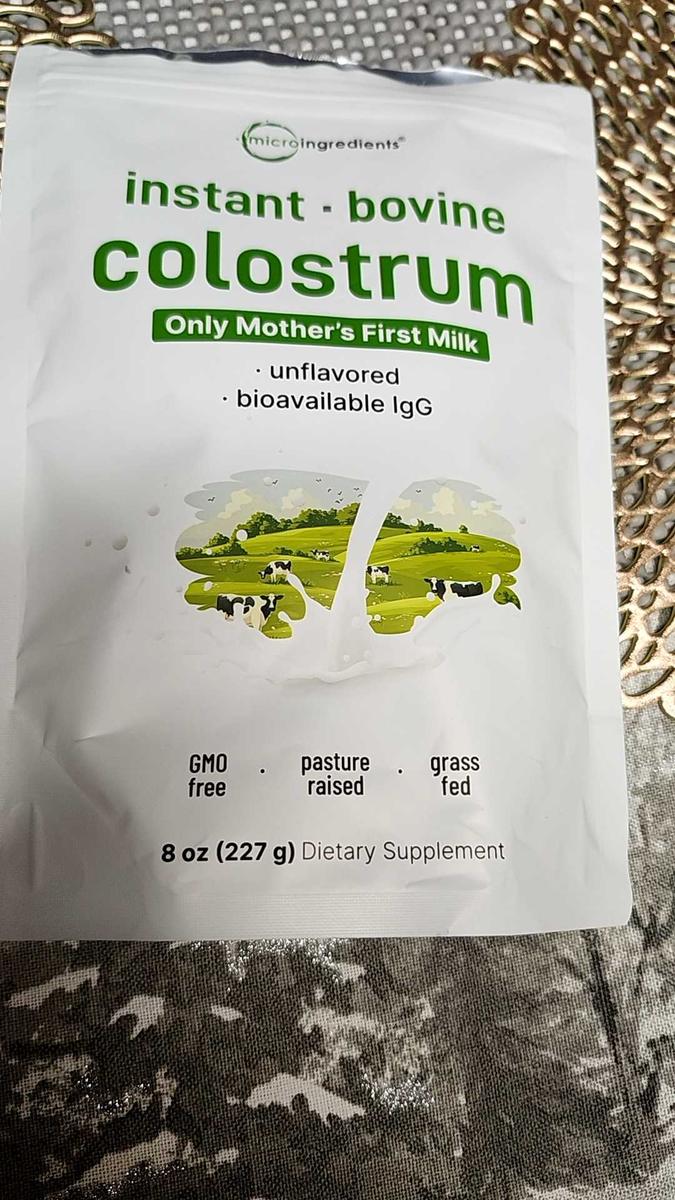 microingredients®
instant - bovine
colostrum
Only Mother's First Milk
· unflavored
· bioavailable IgG
GMO free · pasture raised · grass fed
8 oz (227 g) Dietary Supplement